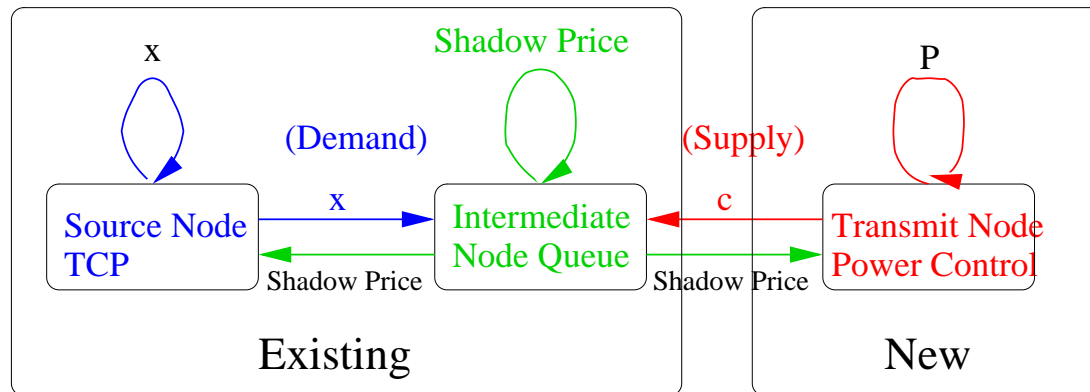 x
Shadow Price
P
(Demand)
(Supply)
Source Node
TCP
x
Shadow Price
Intermediate
Node Queue
c
Shadow Price
Transmit Node
Power Control
Existing
New